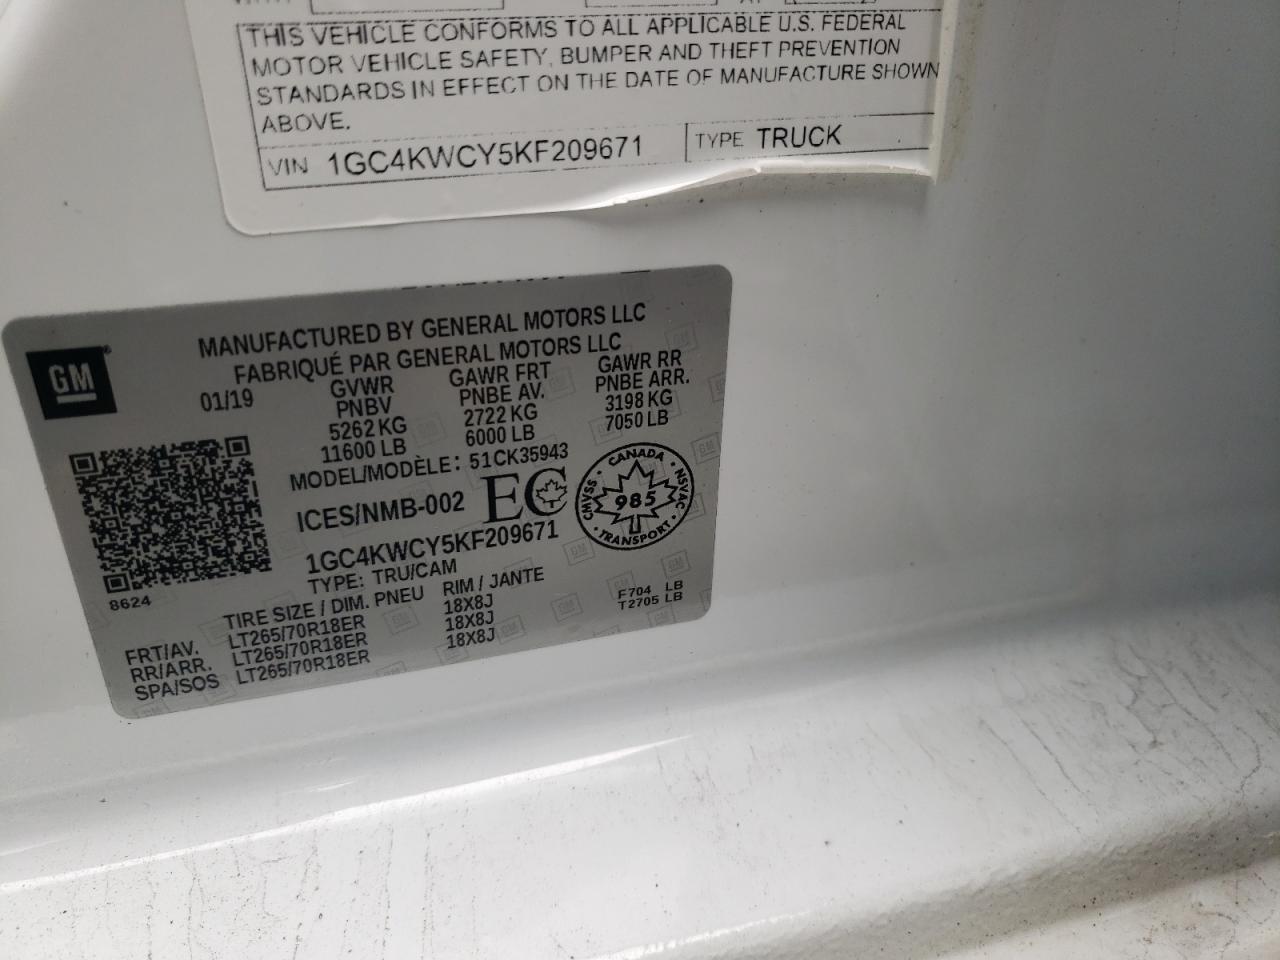 THIS VEHICLE CONFORMS TO ALL APPLICABLE U.S. FEDERAL
MOTOR VEHICLE SAFETY, BUMPER AND THEFT PREVENTION
STANDARDS IN EFFECT ON THE DATE OF MANUFACTURE SHOWN
ABOVE.
VIN 1GC4KWCY5KF209671 TYPE TRUCK
MANUFACTURED BY GENERAL MOTORS LLC
FABRIQUÉ PAR GENERAL MOTORS LLC
GM®
01/19 GVWR GAWR FRT GAWR RR
PNBV PNBE AV. PNBE ARR.
5262 KG 2722 KG 3198 KG
11600 LB 6000 LB 7050 LB
MODEL/MODÈLE: 51CK35943
ICES/NMB-002 EC
CANADA
CMVSS 985 NSVAC
TRANSPORT
1GC4KWCY5KF209671
TYPE: TRU/CAM
8624
TIRE SIZE / DIM. PNEU RIM / JANTE
FRT/AV. LT265/70R18ER 18X8J
RR/ARR. LT265/70R18ER 18X8J
SPA/SOS LT265/70R18ER 18X8J
F704 LB
T2705 LB